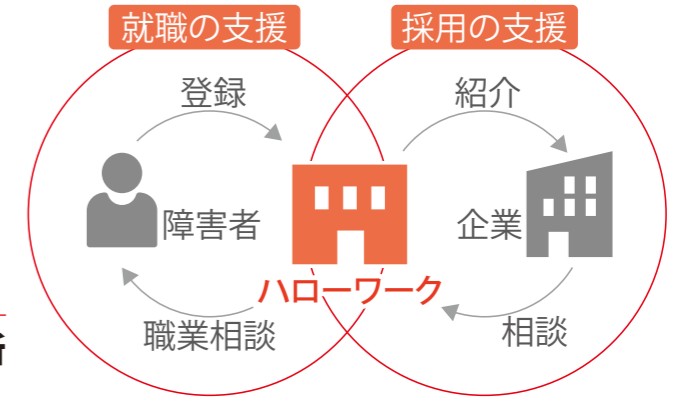 就職の支援
採用の支援
登録
紹介
障害者
企業
ハローワーク
職業相談
相談